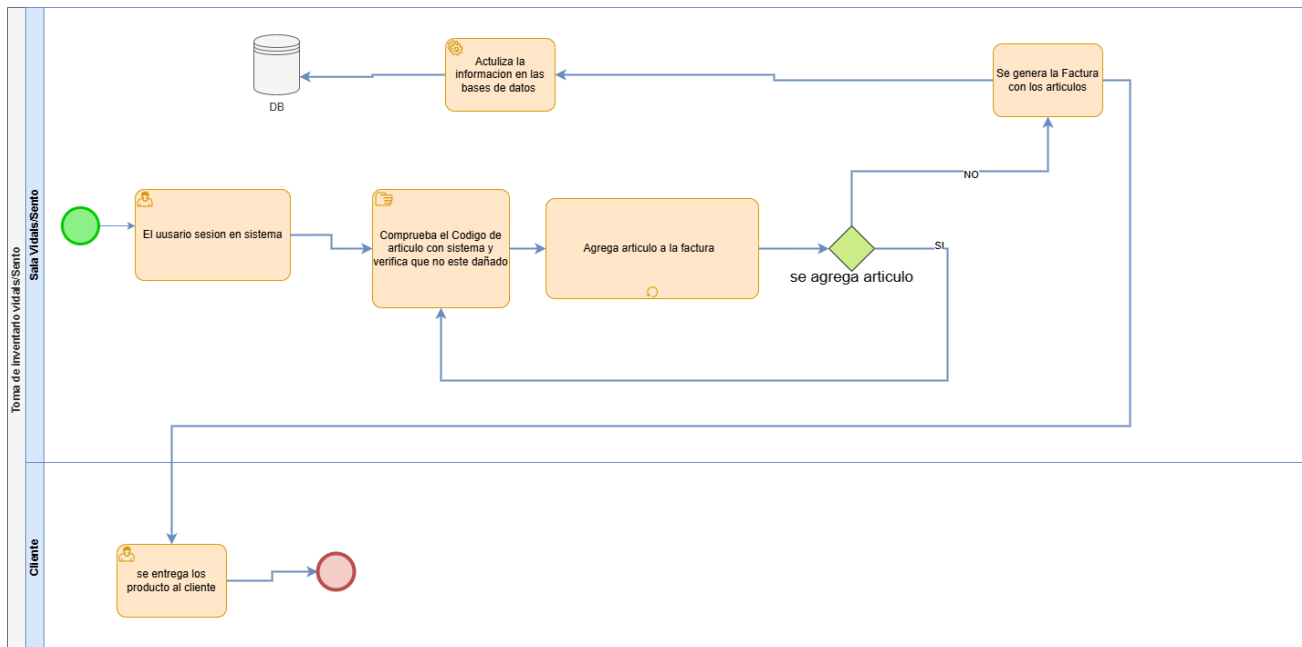 Toma de inventario vidals/Sento
Sala Vidals/Sento
DB
Actuliza la
informacion en las
bases de datos
Se genera la Factura
con los articulos
El uusario sesion en sistema
Comprueba el Codigo de
articulo con sistema y
verifica que no este dañado
Agrega articulo a la factura
se agrega articulo
NO
SI
Cliente
se entrega los
producto al cliente